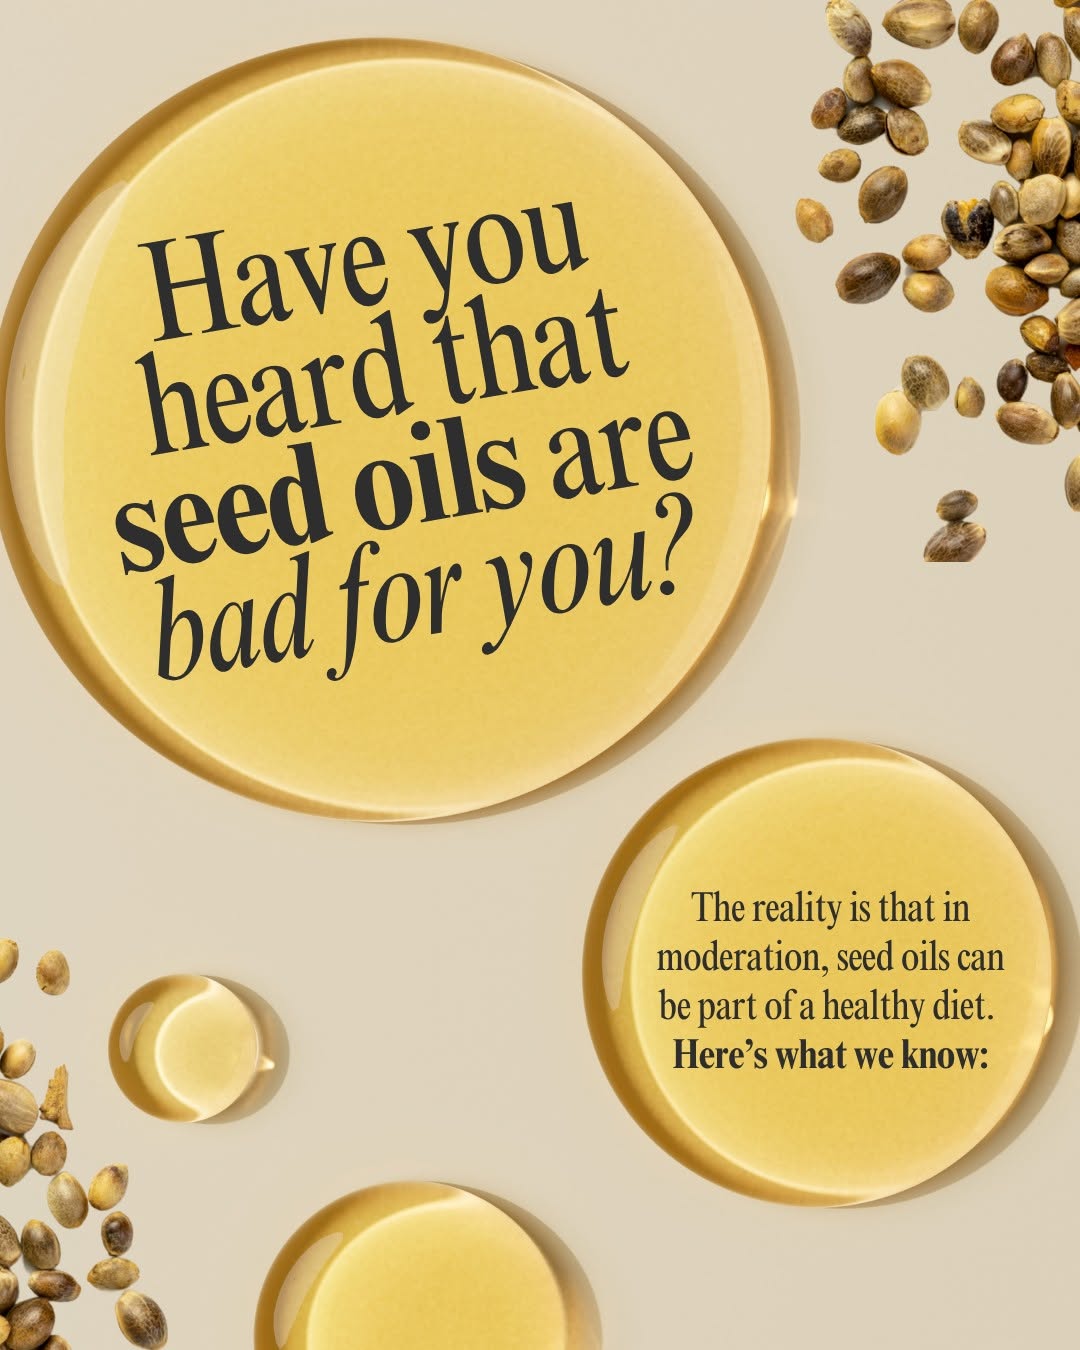 Have you
heard that
seed oils are
bad for you?
The reality is that in
moderation, seed oils can
be part of a healthy diet.
Here’s what we know: